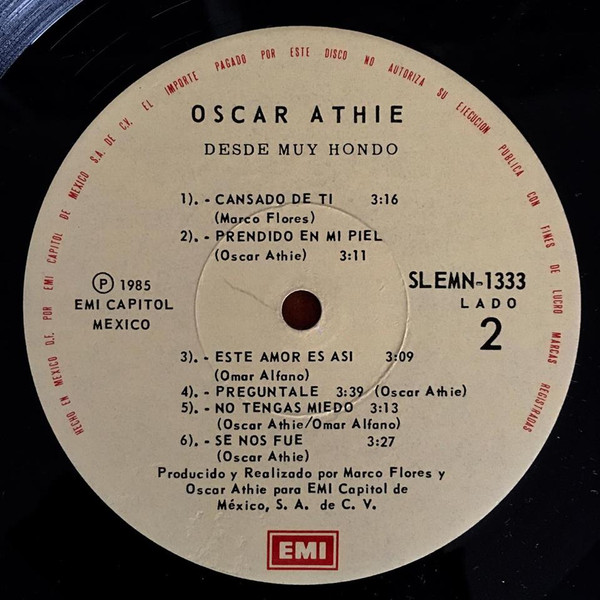 HECHO EN MEXICO D.F. POR EMI CAPITOL DE MEXICO S.A. DE C.V. EL IMPORTE PAGADO POR ESTE DISCO NO AUTORIZA SU EJECUCION PUBLICA CON FINES DE LUCRO MARCAS REGISTRADAS
OSCAR ATHIE
DESDE MUY HONDO
1). - CANSADO DE TI 3:16
(Marco Flores)
2). - PRENDIDO EN MI PIEL
(Oscar Athie) 3:11
℗ 1985
EMI CAPITOL
MEXICO
SLEMN-1333
LADO
2
3). - ESTE AMOR ES ASI 3:09
(Omar Alfano)
4). - PREGUNTALE 3:39 (Oscar Athie)
5). - NO TENGAS MIEDO 3:13
(Oscar Athie/Omar Alfano)
6). - SE NOS FUE 3:27
(Oscar Athie)
Producido y Realizado por Marco Flores y
Oscar Athie para EMI Capitol de
México, S. A. de C. V.
EMI